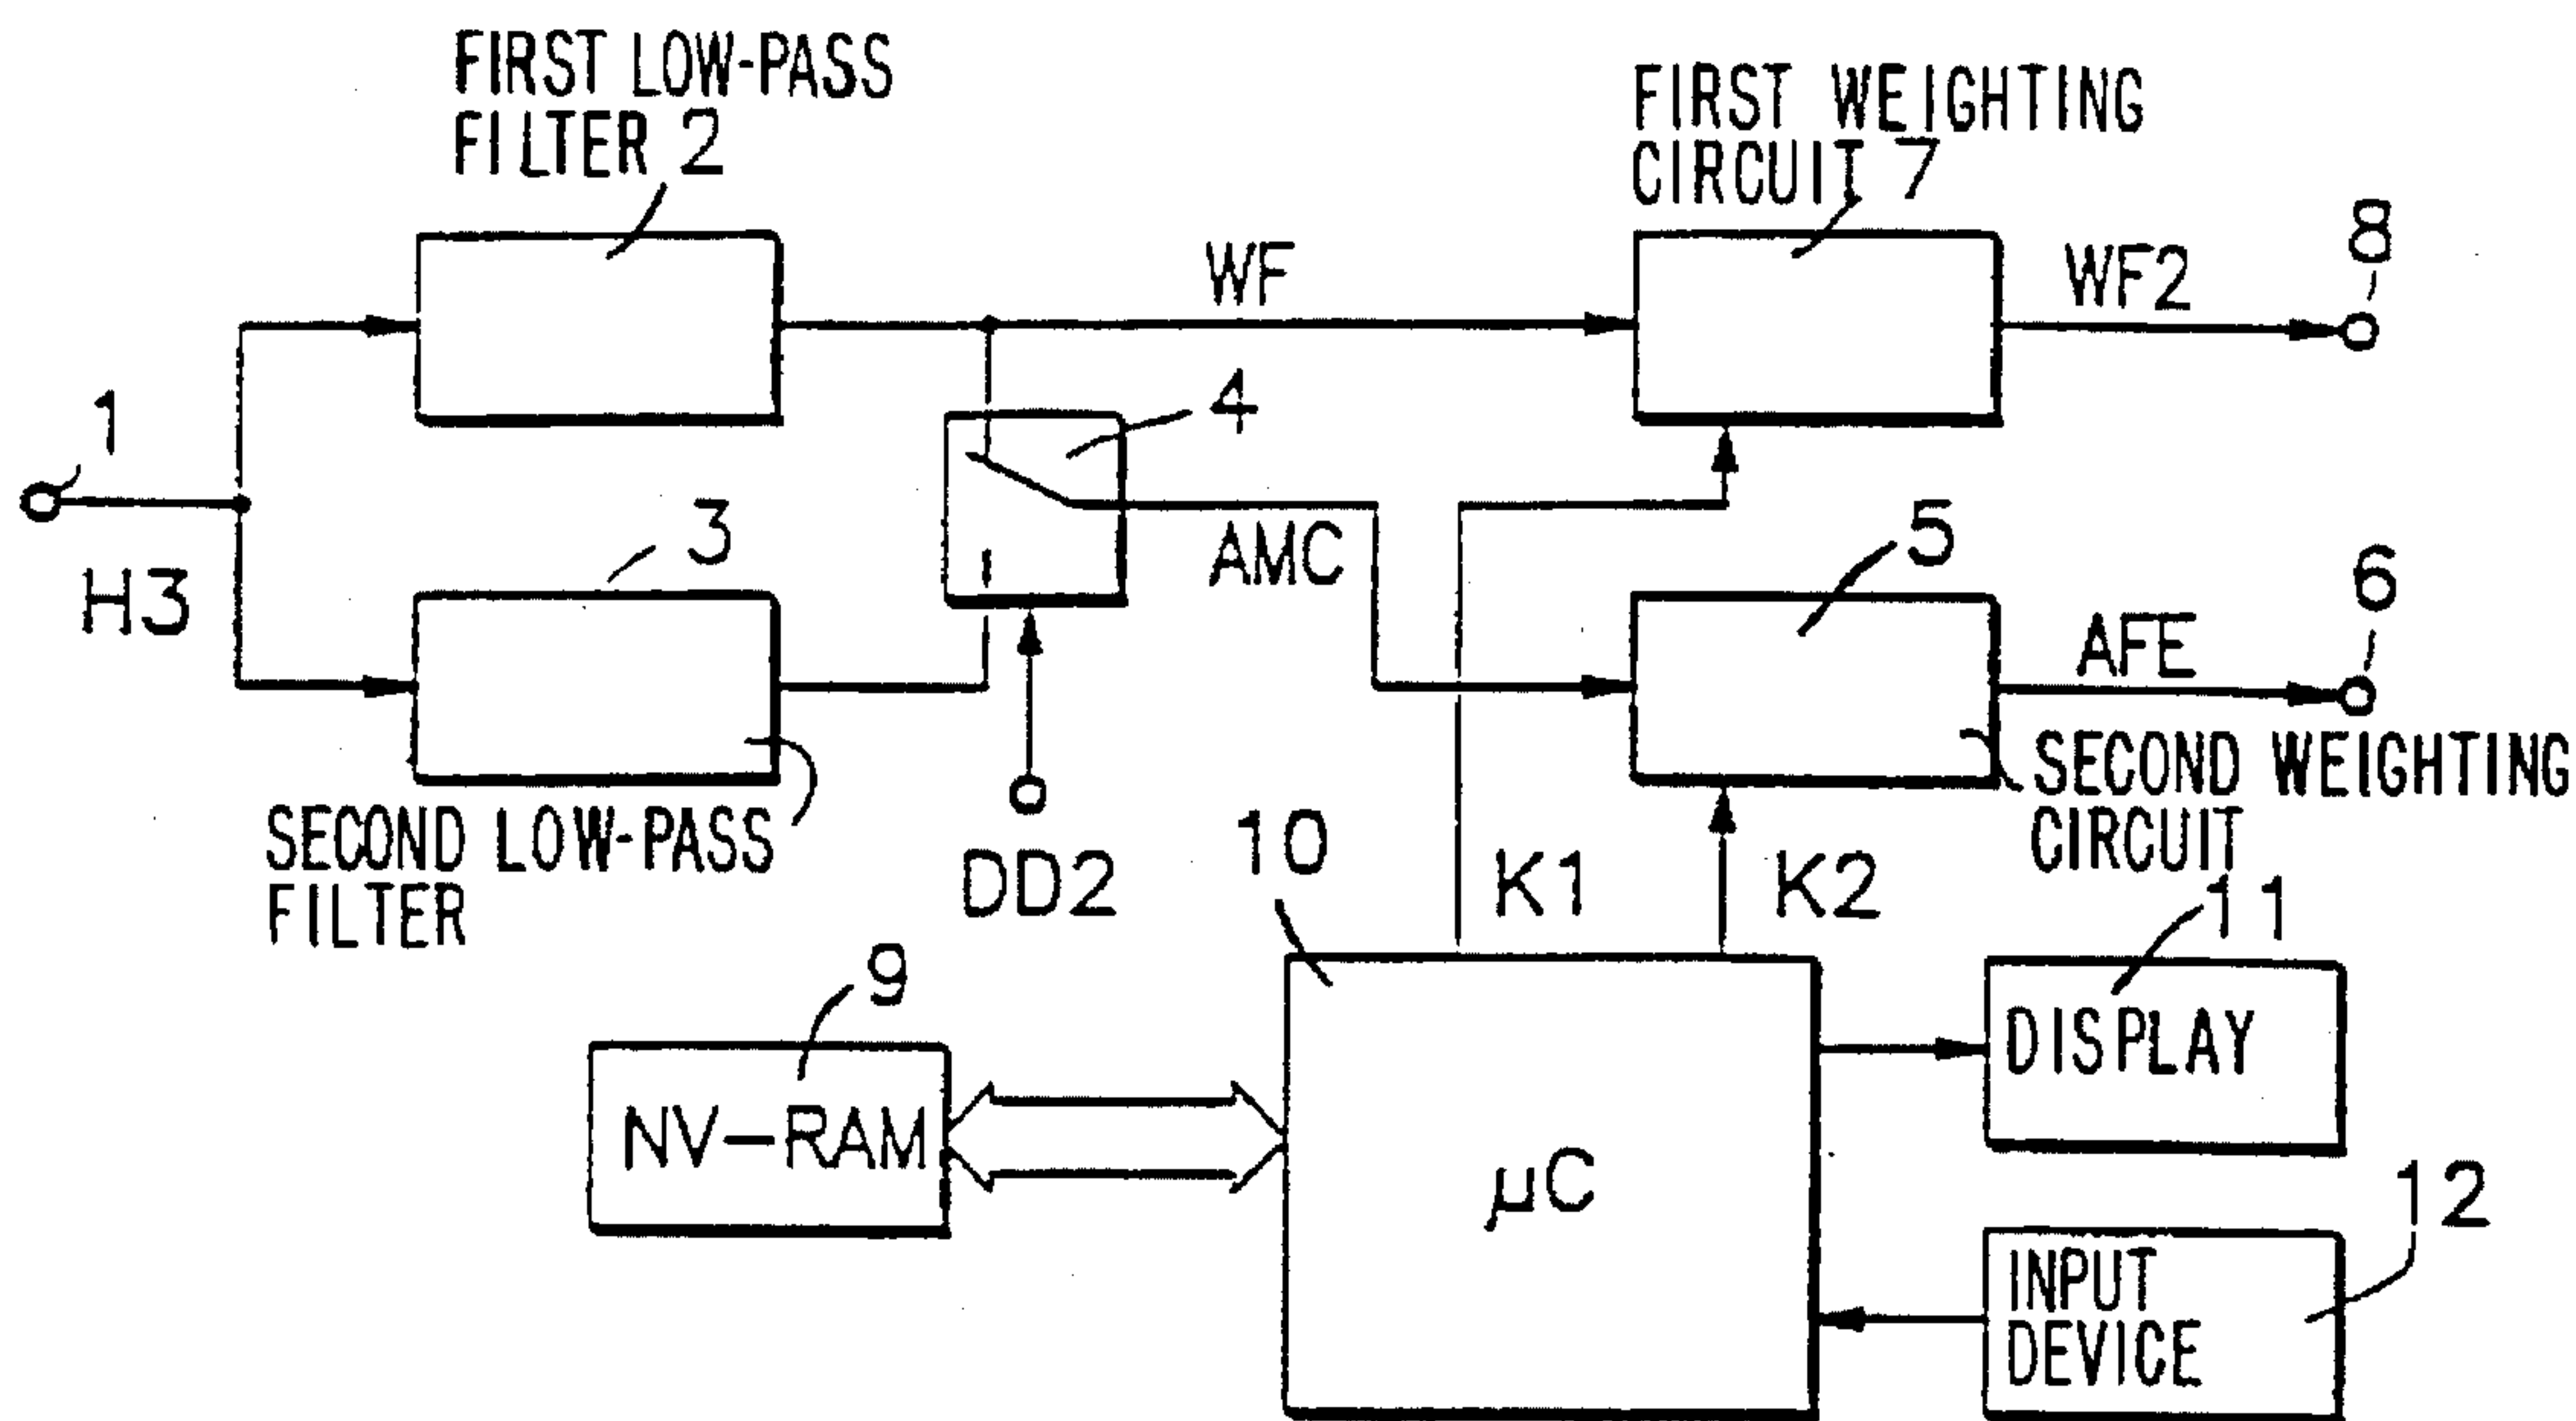 FIRST LOW-PASS
FILTER 2
FIRST WEIGHTING
CIRCUIT 7
8
WF
WF2
1
4
H3
3
AMC
5
6
AFE
SECOND LOW-PASS
FILTER
DD2
SECOND WEIGHTING
CIRCUIT
10
K1
K2
11
9
NV-RAM
DISPLAY
µC
12
INPUT
DEVICE